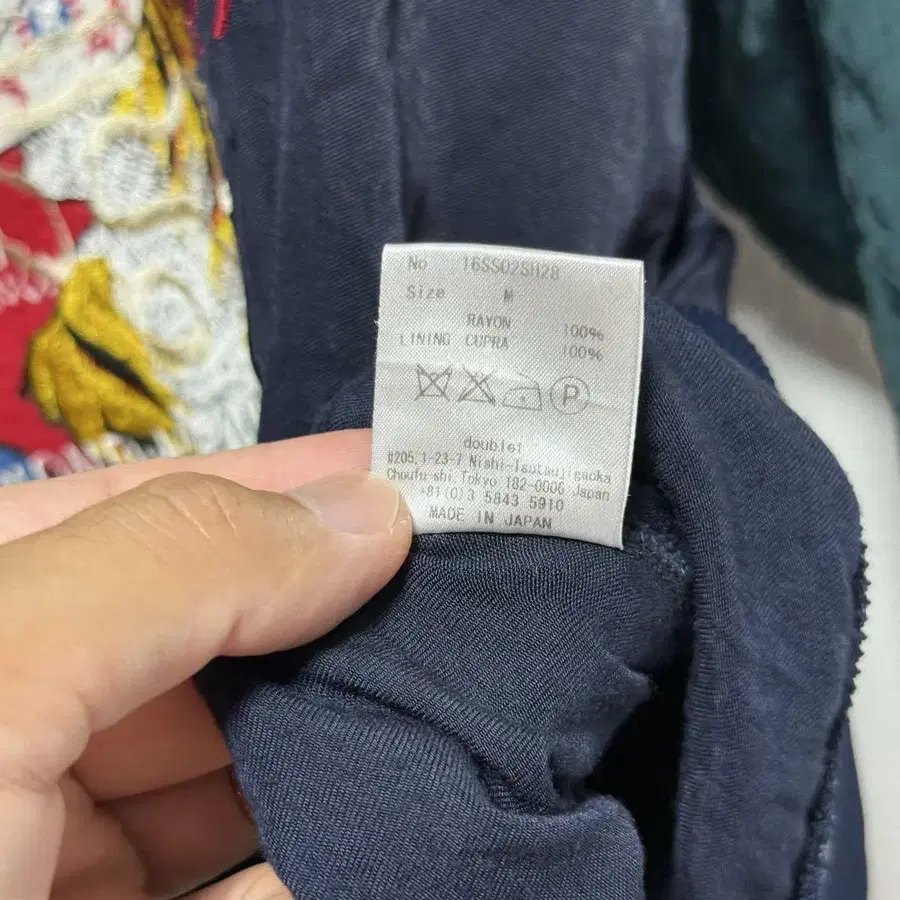 No 16SS02SH28
Size M
RAYON 100%
LINING CUPRA 100%
P
doublet
#205,1-23-7,Nishi-Tsutsujigaoka
Choufu-shi,Tokyo 182-0006 Japan
+81(0)3 5843 5910
MADE IN JAPAN